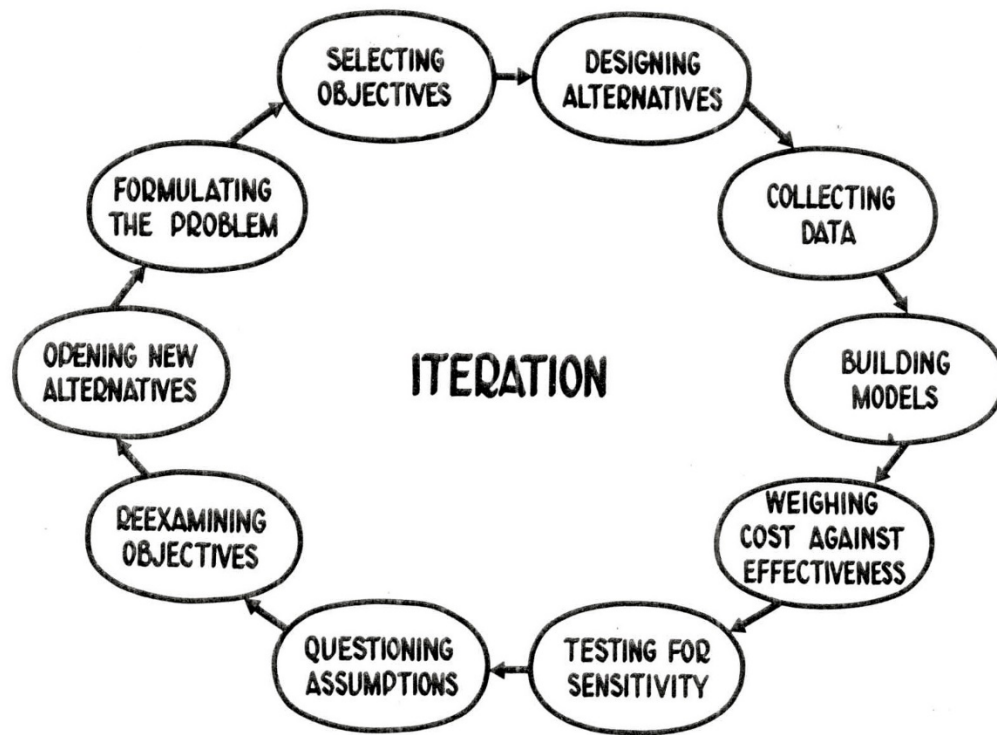 SELECTING
OBJECTIVES
DESIGNING
ALTERNATIVES
COLLECTING
DATA
BUILDING
MODELS
WEIGHING
COST AGAINST
EFFECTIVENESS
TESTING FOR
SENSITIVITY
QUESTIONING
ASSUMPTIONS
REEXAMINING
OBJECTIVES
OPENING NEW
ALTERNATIVES
FORMULATING
THE PROBLEM
ITERATION